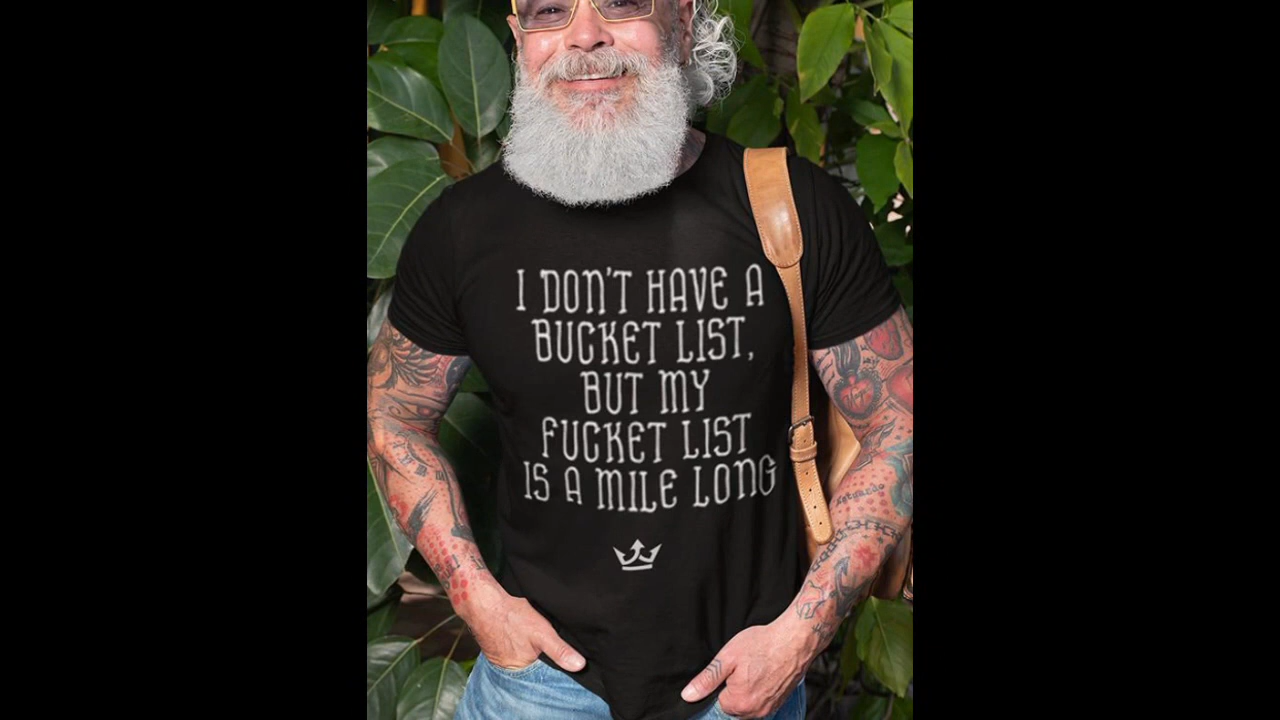 I DON'T HAVE A
BUCKET LIST,
BUT MY
FUCKET LIST
IS A MILE LONG